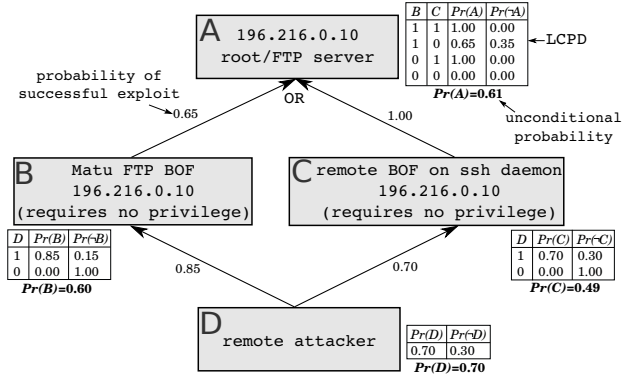 A
196.216.0.10
root/FTP server
B C Pr(A) Pr(¬A)
1 1 1.00 0.00
1 0 0.65 0.35
0 1 1.00 0.00
0 0 0.00 0.00
Pr(A)=0.61
LCPD
unconditional
probability
probability of
successful exploit
0.65
OR
1.00
B
Matu FTP BOF
196.216.0.10
(requires no privilege)
C
remote BOF on ssh daemon
196.216.0.10
(requires no privilege)
D Pr(B) Pr(¬B)
1 0.85 0.15
0 0.00 1.00
Pr(B)=0.60
0.85
0.70
D Pr(C) Pr(¬C)
1 0.70 0.30
0 0.00 1.00
Pr(C)=0.49
D
remote attacker
Pr(D) Pr(¬D)
0.70 0.30
Pr(D)=0.70